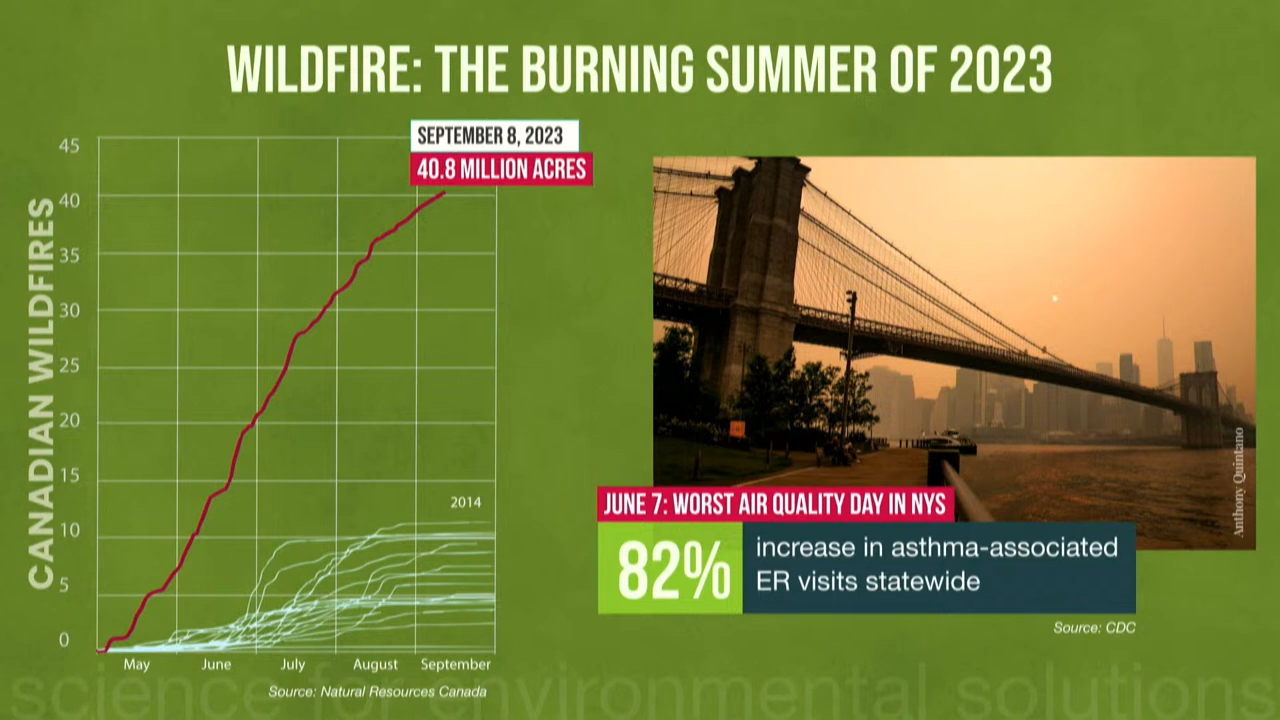 WILDFIRE: THE BURNING SUMMER OF 2023
SEPTEMBER 8, 2023
40.8 MILLION ACRES
CANADIAN WILDFIRES
45
40
35
30
25
20
15
10
5
0
2014
May June July August September
Source: Natural Resources Canada
Anthony Quintano
JUNE 7: WORST AIR QUALITY DAY IN NYS
82%
increase in asthma-associated
ER visits statewide
Source: CDC
science for environmental solutions